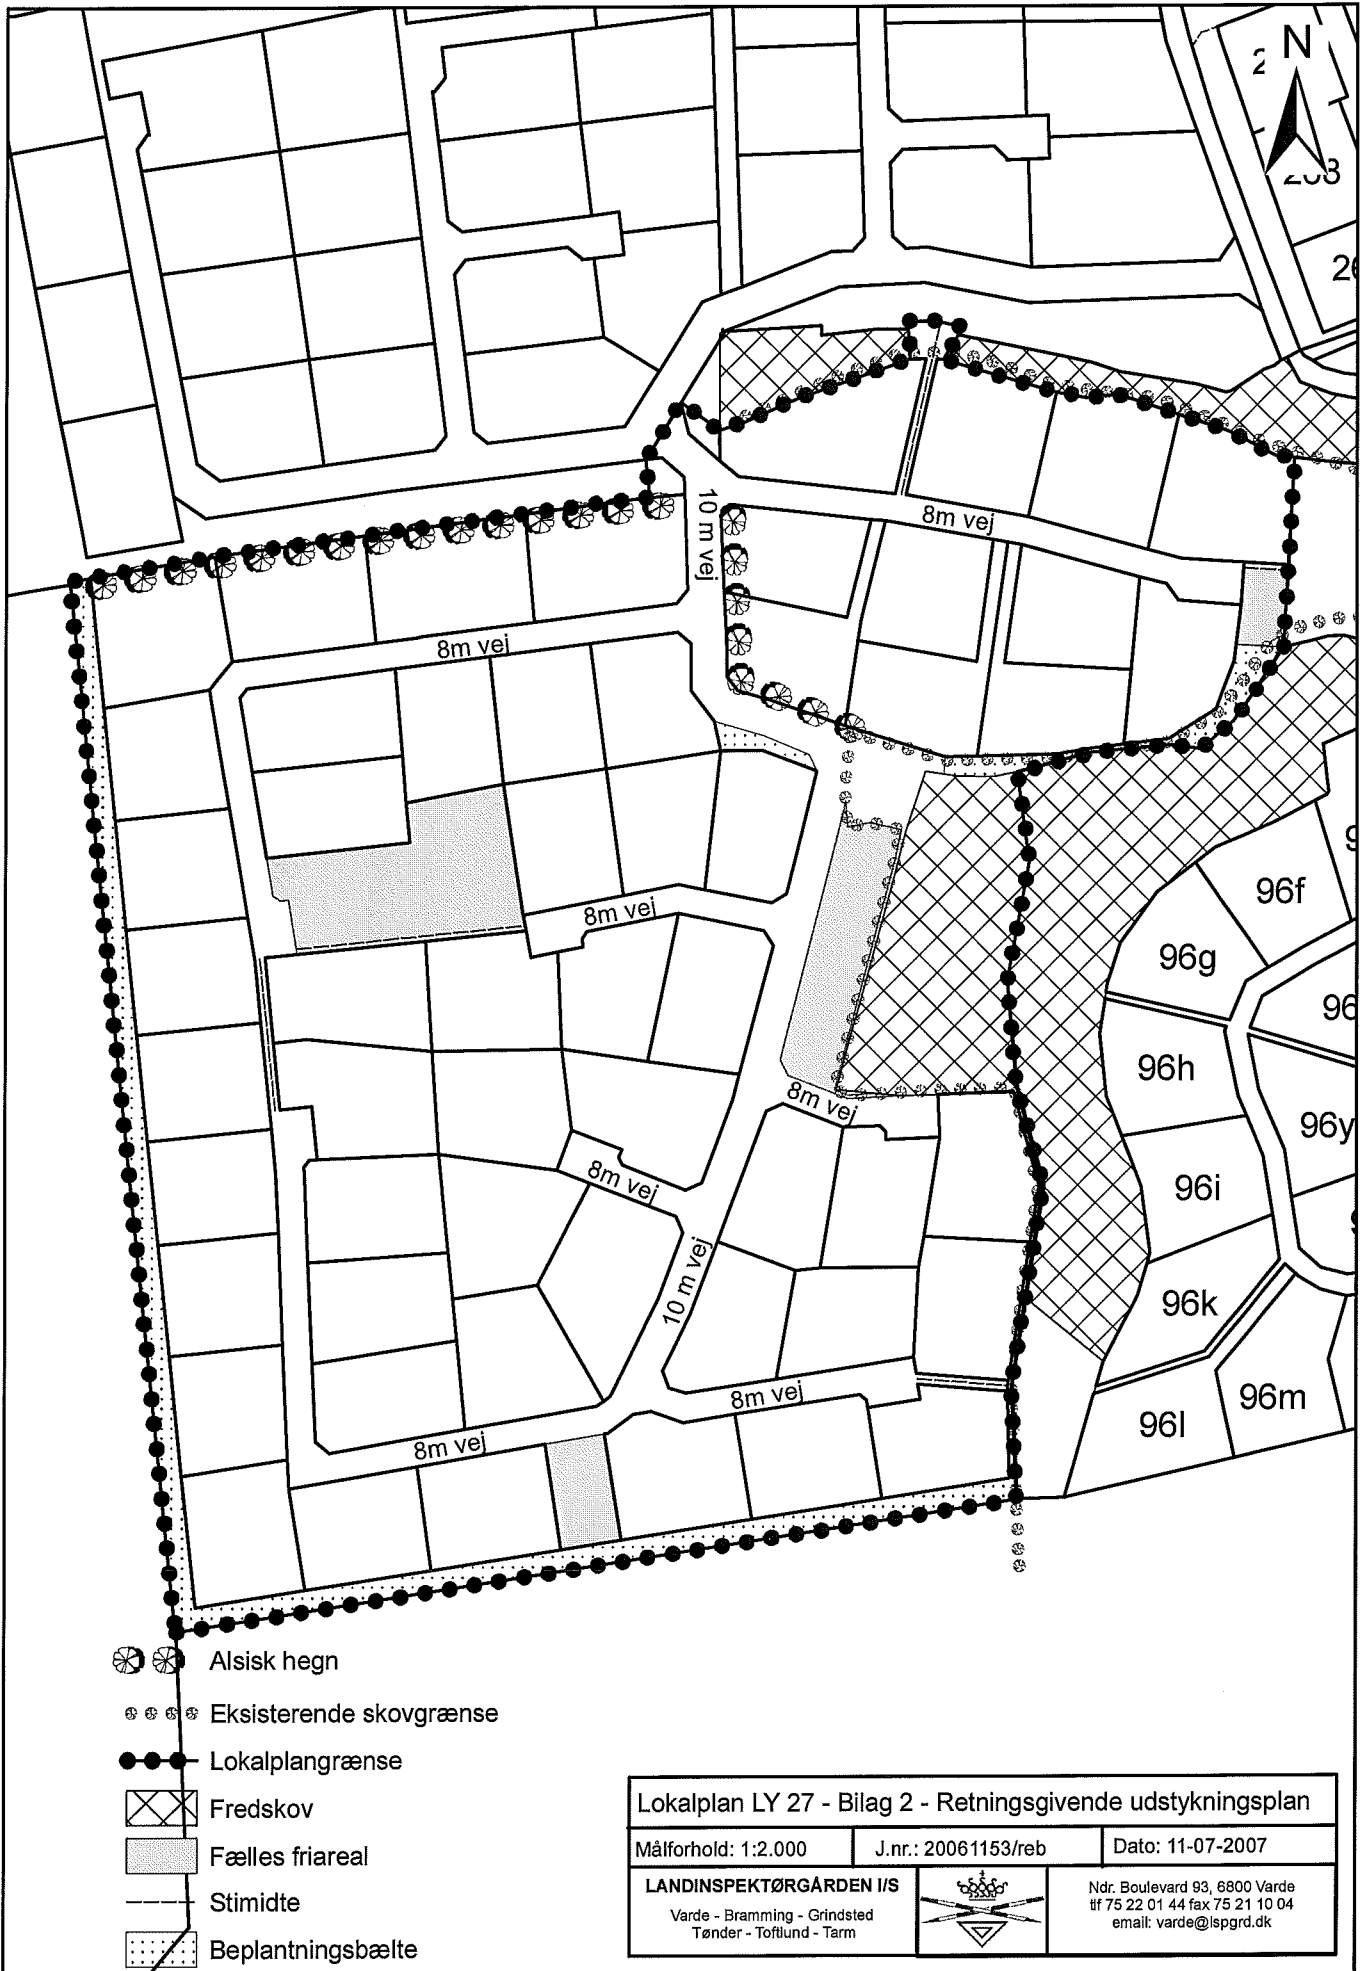 N
10 m vej
8m vej
8m vej
8m vej
96f
96g
96
8m vej
96h
96y
8m vej
96i
10 m vej
96k
8m vej
96m
96l
8m vej
Alsisk hegn
Eksisterende skovgrænse
Lokalplangrænse
Fredskov
Fælles friareal
Stimidte
Beplantningsbælte
Lokalplan LY 27 - Bilag 2 - Retningsgivende udstykningsplan
Målforhold: 1:2.000
J.nr.: 20061153/reb
Dato: 11-07-2007
LANDINSPEKTØRGÅRDEN I/S
Varde - Bramming - Grindsted
Tønder - Toftlund - Tarm
Ndr. Boulevard 93, 6800 Varde
tlf 75 22 01 44 fax 75 21 10 04
email: varde@lspgrd.dk